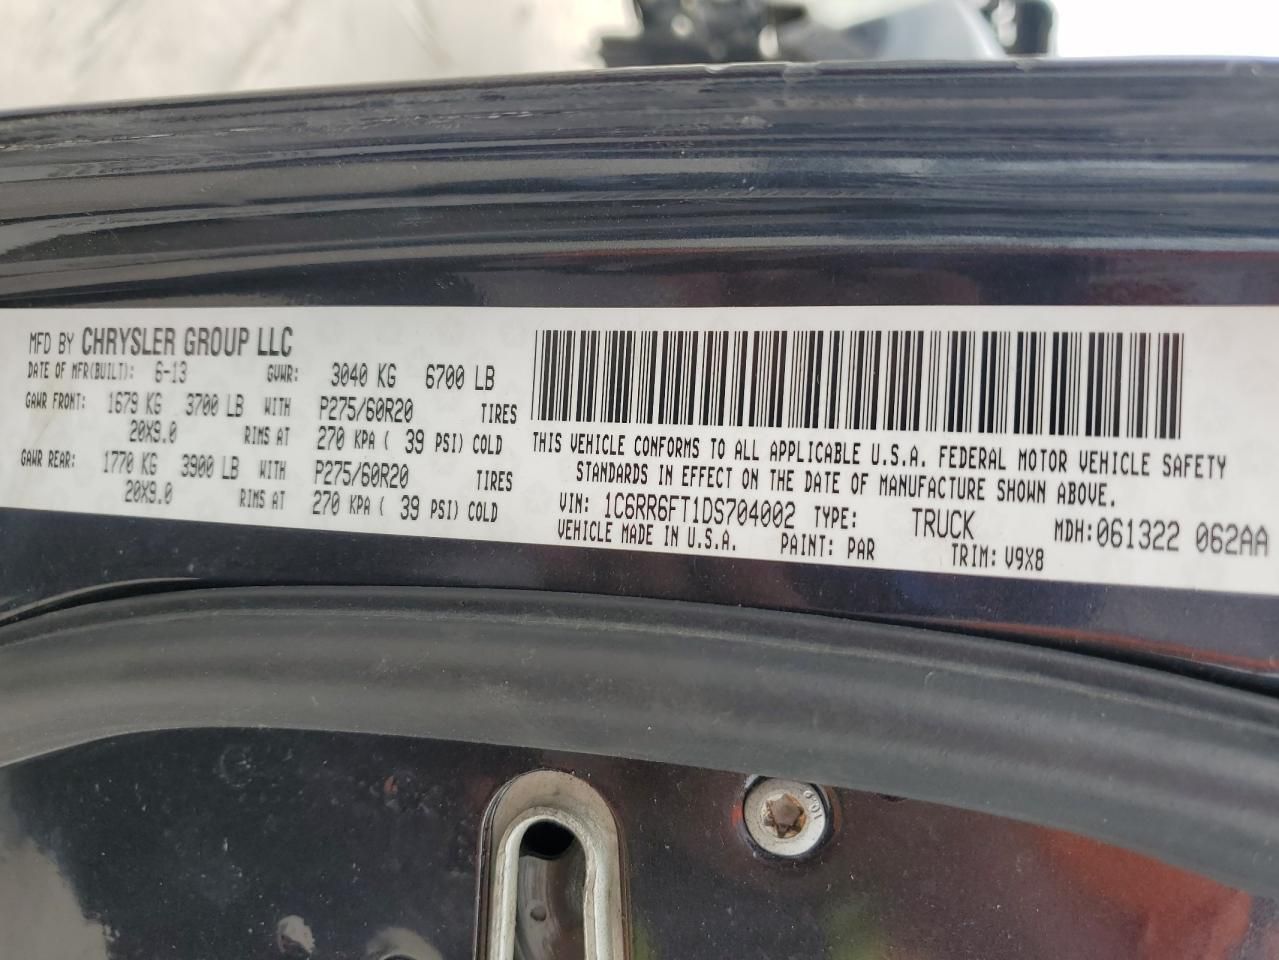 MFD BY CHRYSLER GROUP LLC
DATE OF MFR(BUILT): 6-13 GVWR: 3040 KG 6700 LB
GAWR FRONT: 1679 KG 3700 LB WITH P275/60R20 TIRES
20X9.0 RIMS AT 270 KPA ( 39 PSI) COLD
GAWR REAR: 1770 KG 3900 LB WITH P275/60R20 TIRES
20X9.0 RIMS AT 270 KPA ( 39 PSI) COLD
THIS VEHICLE CONFORMS TO ALL APPLICABLE U.S.A. FEDERAL MOTOR VEHICLE SAFETY
STANDARDS IN EFFECT ON THE DATE OF MANUFACTURE SHOWN ABOVE.
VIN: 1C6RR6FT1DS704002 TYPE: TRUCK MDH:061322 062AA
VEHICLE MADE IN U.S.A. PAINT: PAR TRIM: V9X8
10.9